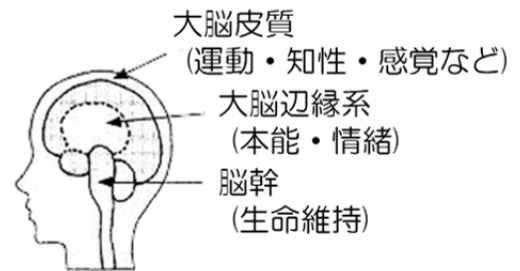 大脳皮質
(運動・知性・感覚など)
大脳辺縁系
(本能・情緒)
脳幹
(生命維持)